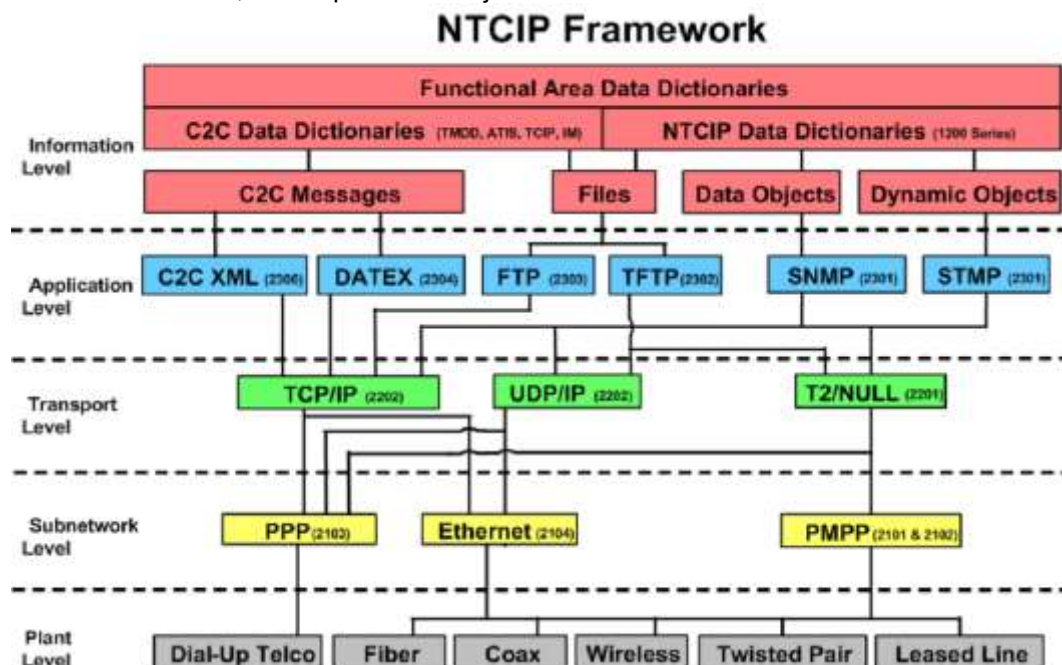 NTCIP Framework
Functional Area Data Dictionaries
C2C Data Dictionaries (TMDD, ATIS, TCIP, IM)
NTCIP Data Dictionaries (1200 Series)
Information
Level
C2C Messages
Files
Data Objects
Dynamic Objects
Application
Level
C2C XML (2306)
DATEX (2304)
FTP (2303)
TFTP (2302)
SNMP (2301)
STMP (2301)
Transport
Level
TCP/IP (2202)
UDP/IP (2202)
T2/NULL (2201)
Subnetwork
Level
PPP (2103)
Ethernet (2104)
PMPP (2101 & 2102)
Plant
Level
Dial-Up Telco
Fiber
Coax
Wireless
Twisted Pair
Leased Line